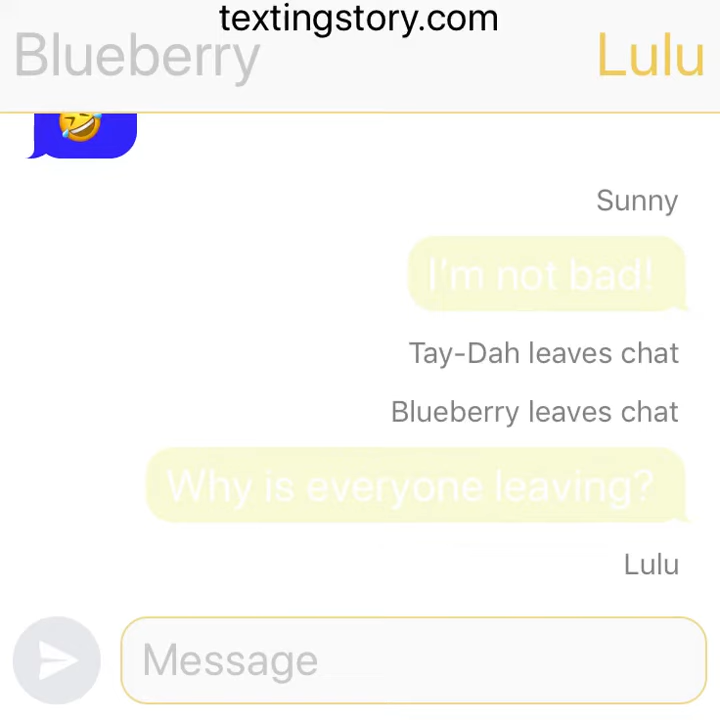 textingstory.com
Blueberry Lulu
Sunny
I'm not bad!
Tay-Dah leaves chat
Blueberry leaves chat
Why is everyone leaving?
Lulu
Message